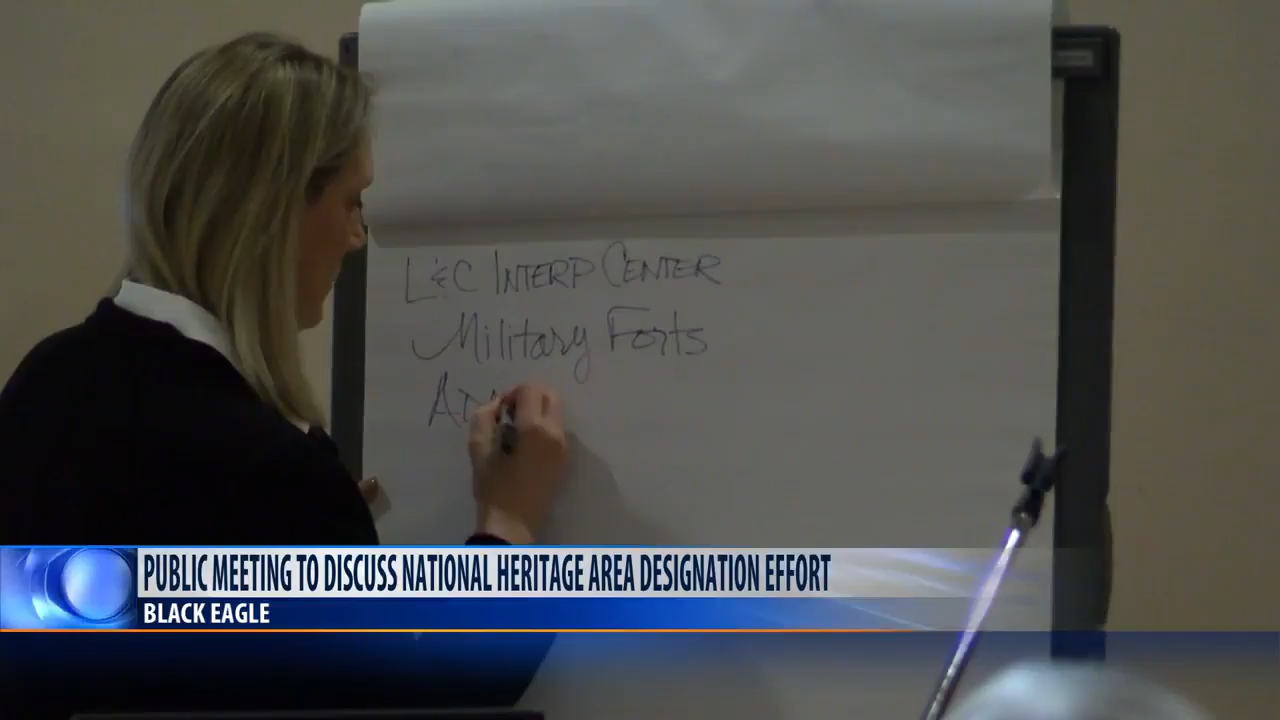 L & C INTERP CENTER
Military Forts
PUBLIC MEETING TO DISCUSS NATIONAL HERITAGE AREA DESIGNATION EFFORT
BLACK EAGLE